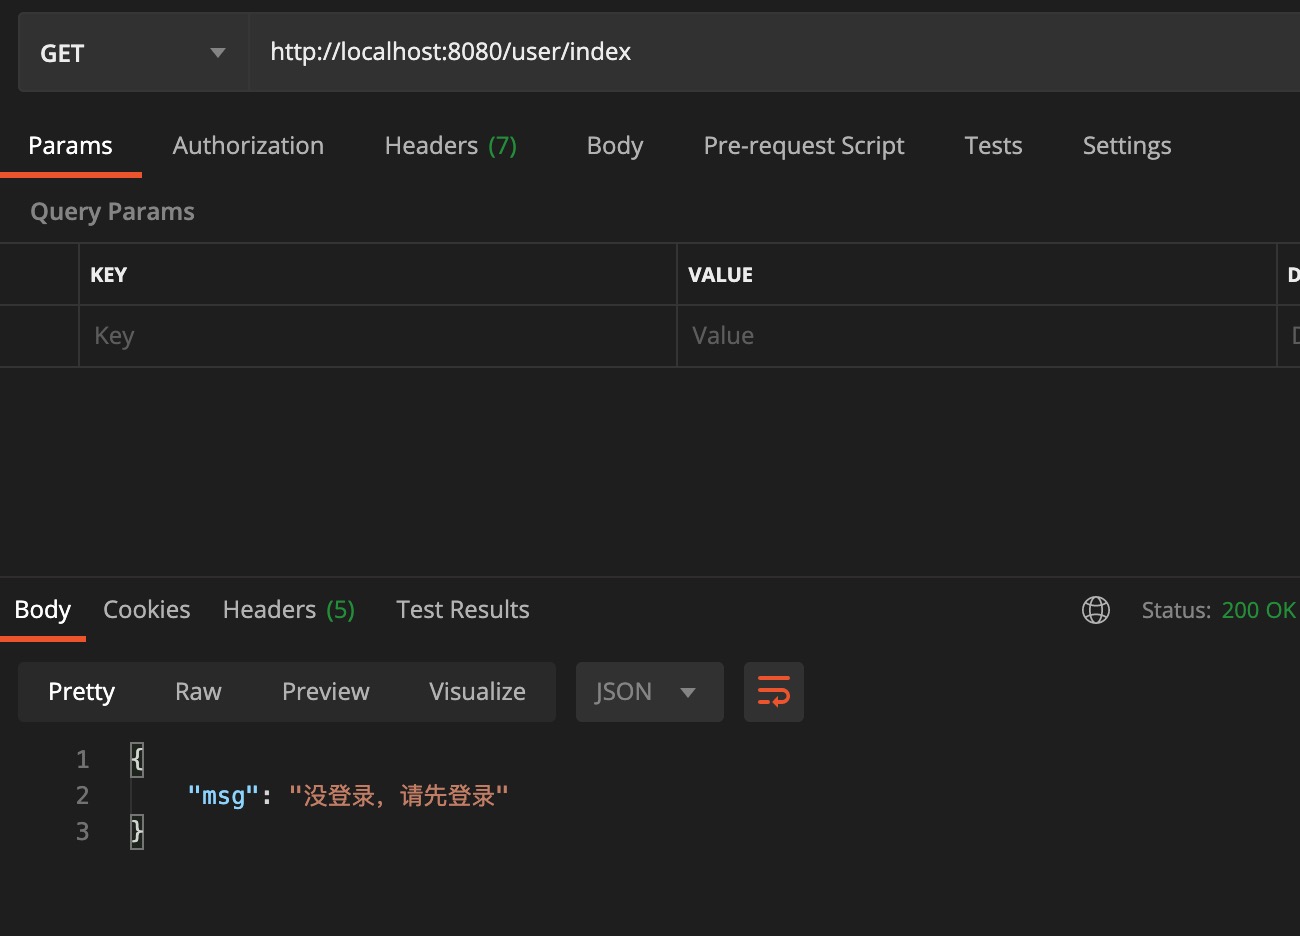 GET http://localhost:8080/user/index
Params Authorization Headers (7) Body Pre-request Script Tests Settings
Query Params
KEY VALUE D
Key Value
Body Cookies Headers (5) Test Results Status: 200 OK
Pretty Raw Preview Visualize JSON
1 {
2 "msg": "没登录，请先登录"
3 }